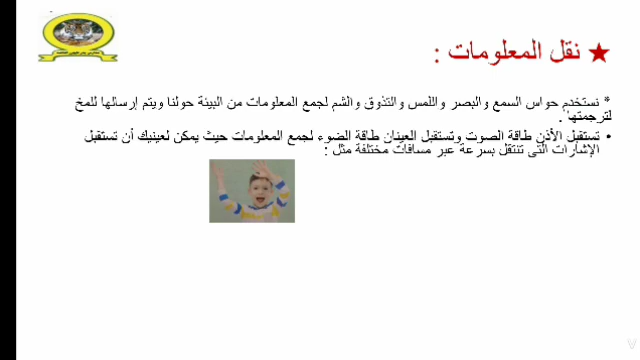 ★ نقل المعلومات :
* نستخدم حواس السمع والبصر واللمس والتذوق والشم لجمع المعلومات من البيئة حولنا ويتم إرسالها للمخ
لترجمتها .
• تستقبل الأذن طاقة الصوت وتستقبل العينان طاقة الضوء لجمع المعلومات حيث يمكن لعينيك أن تستقبل
الإشارات التى تنتقل بسرعة عبر مسافات مختلفة مثل :